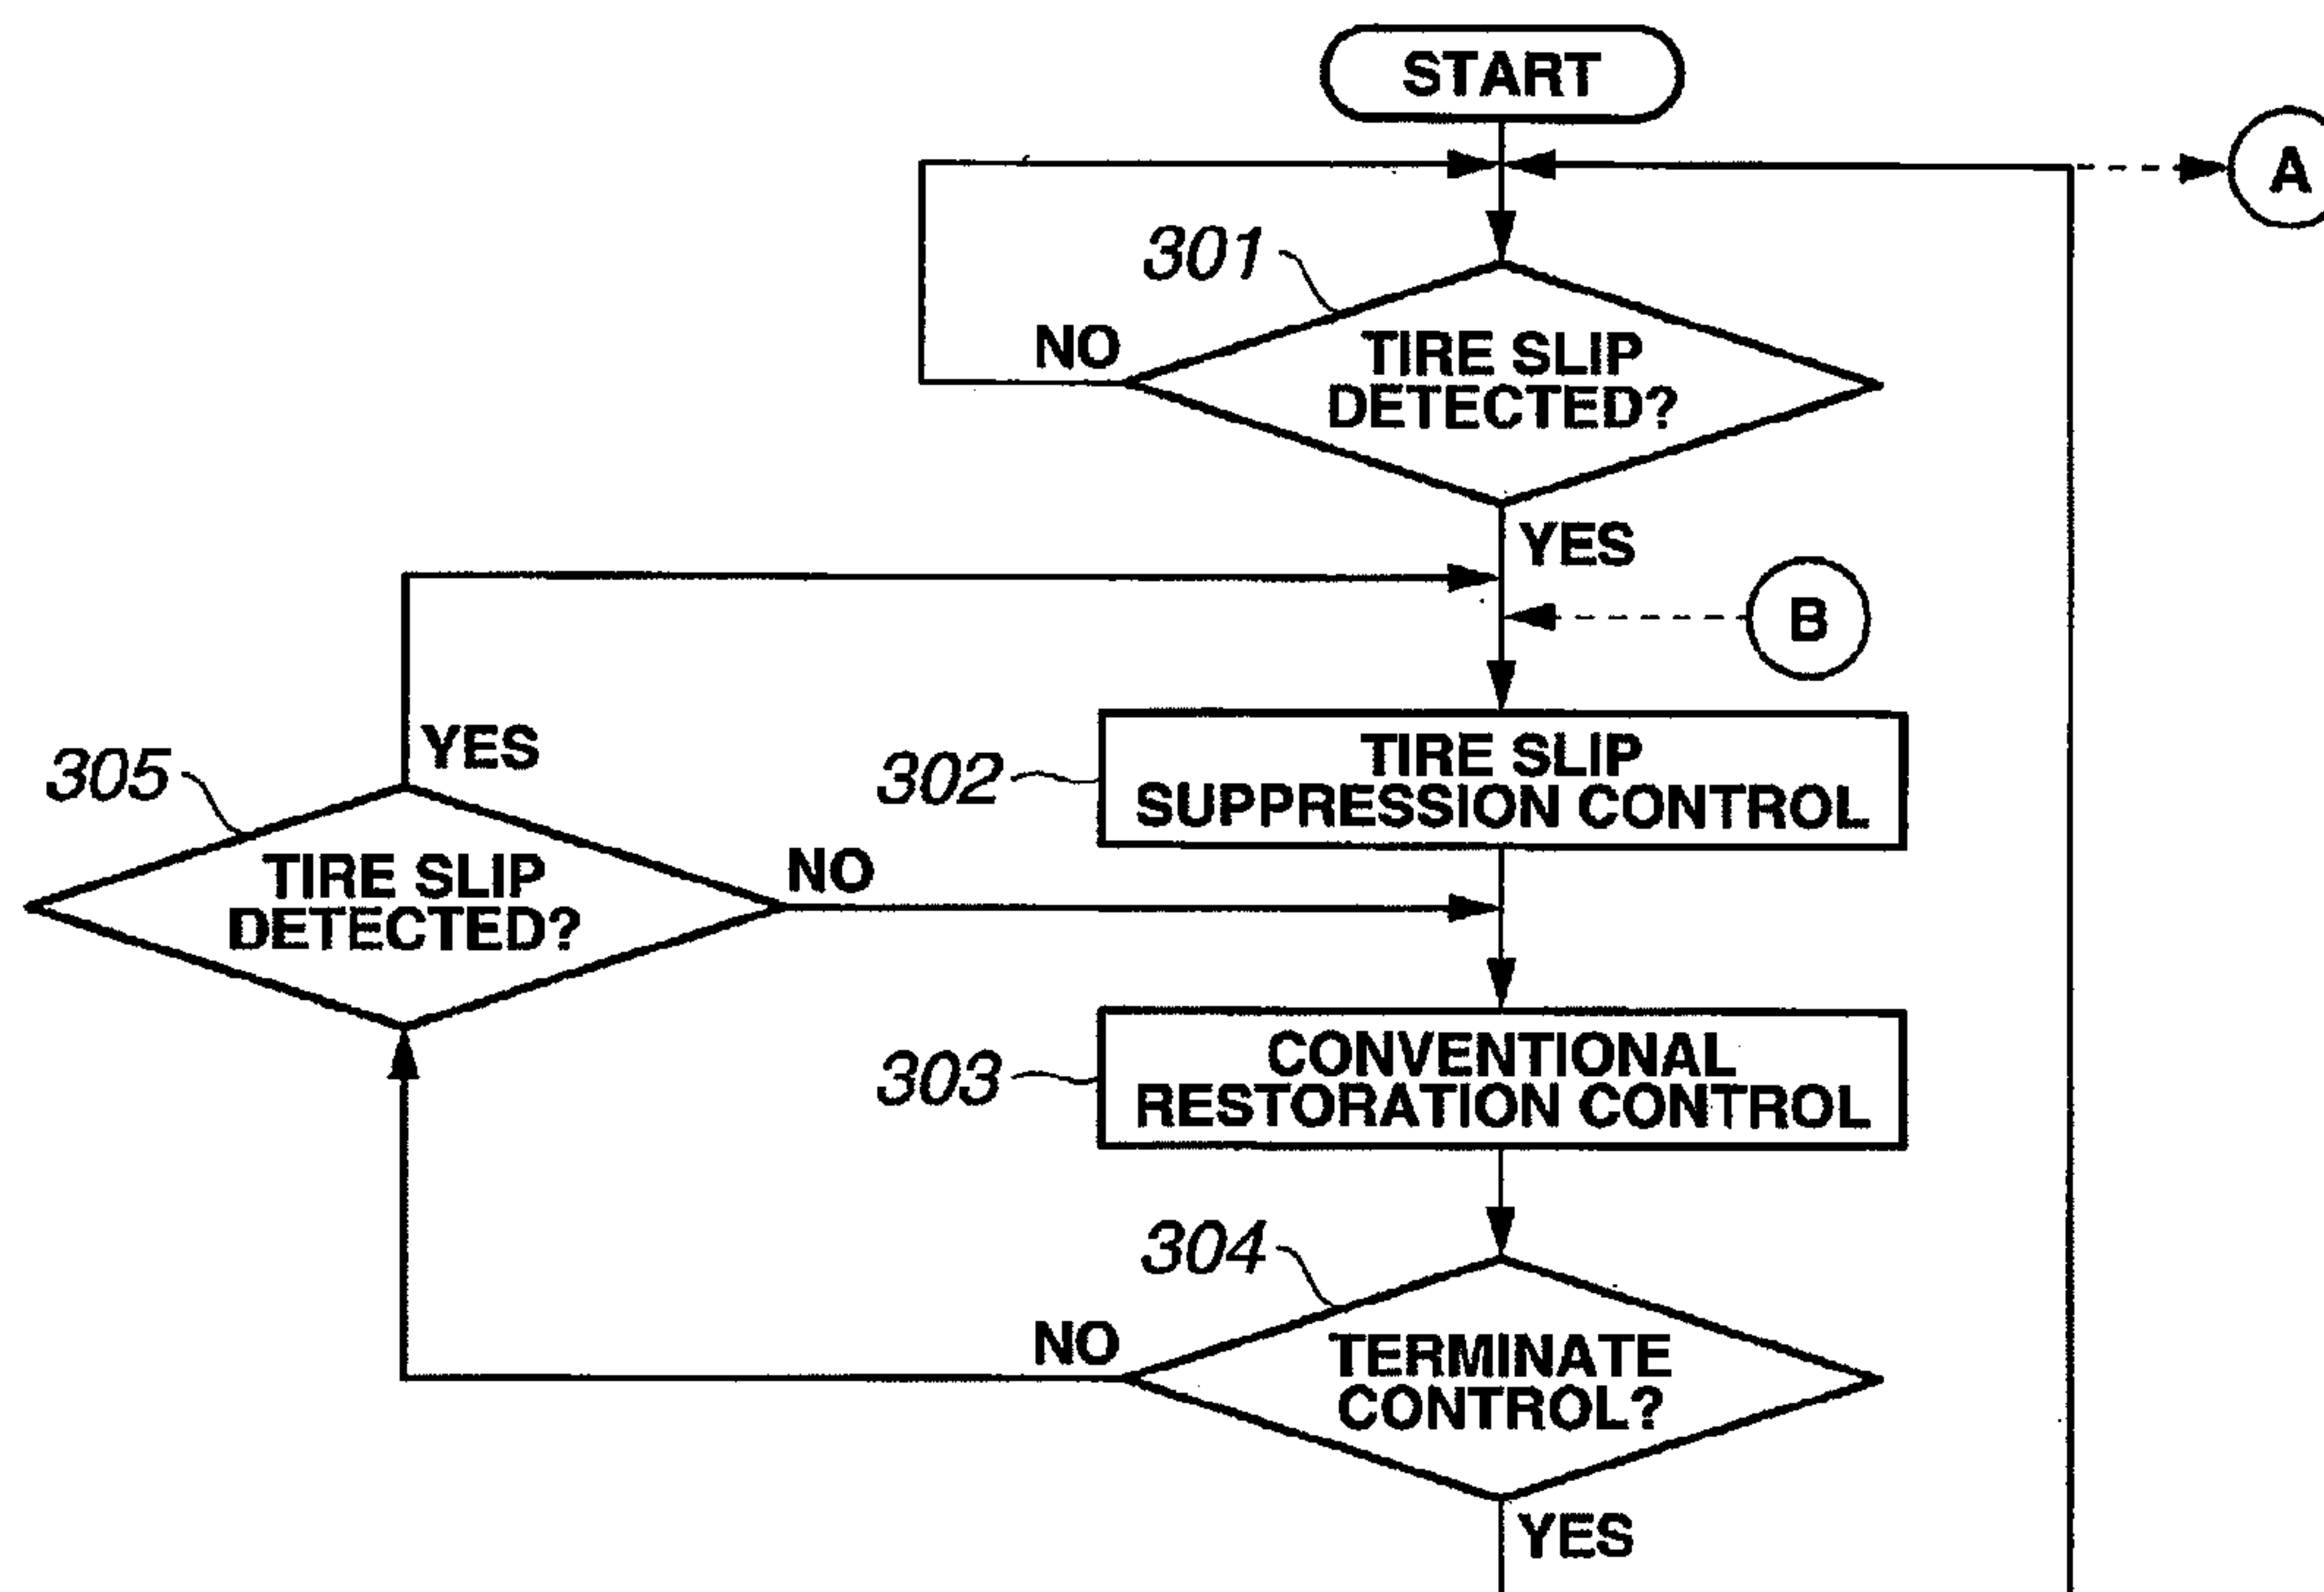 START
A
301
NO
TIRE SLIP
DETECTED?
YES
B
YES
305
302
TIRE SLIP
SUPPRESSION CONTROL
TIRE SLIP
DETECTED?
NO
303
CONVENTIONAL
RESTORATION CONTROL
304
NO
TERMINATE
CONTROL?
YES